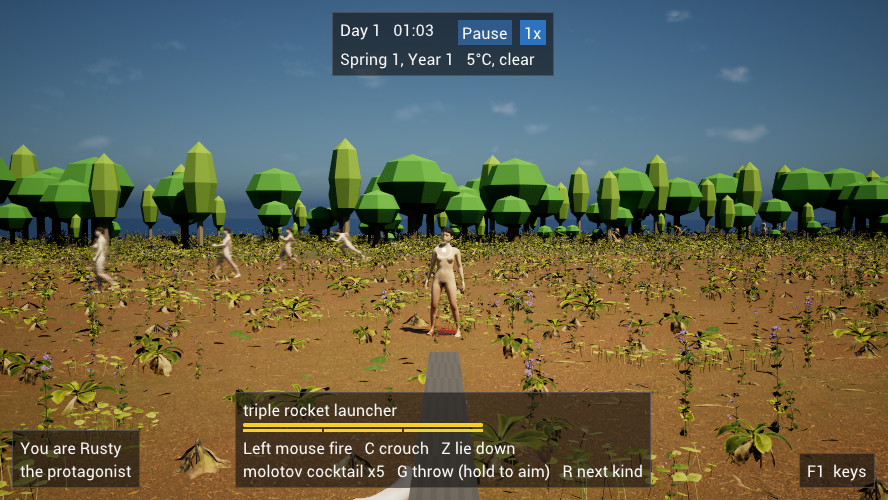 Day 1 01:03 Pause 1x
Spring 1, Year 1 5°C, clear
triple rocket launcher
Left mouse fire C crouch Z lie down
molotov cocktail x5 G throw (hold to aim) R next kind
You are Rusty
the protagonist
F1 keys